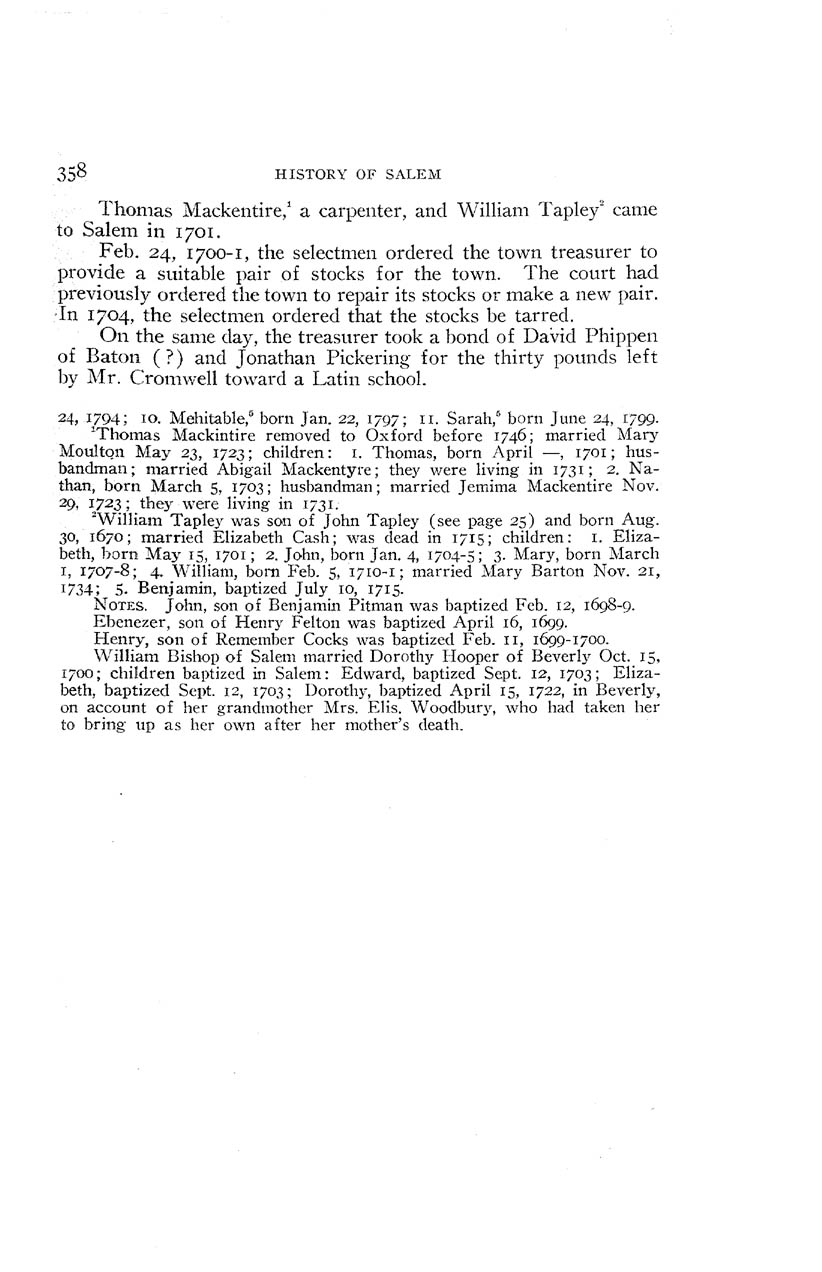 358 HISTORY OF SALEM
Thomas Mackentire,¹ a carpenter, and William Tapley² came
to Salem in 1701.
Feb. 24, 1700-1, the selectmen ordered the town treasurer to
provide a suitable pair of stocks for the town. The court had
previously ordered the town to repair its stocks or make a new pair.
In 1704, the selectmen ordered that the stocks be tarred.
On the same day, the treasurer took a bond of David Phippen
of Baton (?) and Jonathan Pickering for the thirty pounds left
by Mr. Cromwell toward a Latin school.
24, 1794; 10. Mehitable,⁶ born Jan. 22, 1797; 11. Sarah,⁶ born June 24, 1799.
¹Thomas Mackintire removed to Oxford before 1746; married Mary
Moulton May 23, 1723; children: 1. Thomas, born April —, 1701; hus-
bandman; married Abigail Mackentyre; they were living in 1731; 2. Na-
than, born March 5, 1703; husbandman; married Jemima Mackentire Nov.
29, 1723; they were living in 1731.
²William Tapley was son of John Tapley (see page 25) and born Aug.
30, 1670; married Elizabeth Cash; was dead in 1715; children: 1. Eliza-
beth, born May 15, 1701; 2. John, born Jan. 4, 1704-5; 3. Mary, born March
1, 1707-8; 4. William, born Feb. 5, 1710-1; married Mary Barton Nov. 21,
1734; 5. Benjamin, baptized July 10, 1715.
NOTES. John, son of Benjamin Pitman was baptized Feb. 12, 1698-9.
Ebenezer, son of Henry Felton was baptized April 16, 1699.
Henry, son of Remember Cocks was baptized Feb. 11, 1699-1700.
William Bishop of Salem married Dorothy Hooper of Beverly Oct. 15,
1700; children baptized in Salem: Edward, baptized Sept. 12, 1703; Eliza-
beth, baptized Sept. 12, 1703; Dorothy, baptized April 15, 1722, in Beverly,
on account of her grandmother Mrs. Elis. Woodbury, who had taken her
to bring up as her own after her mother's death.